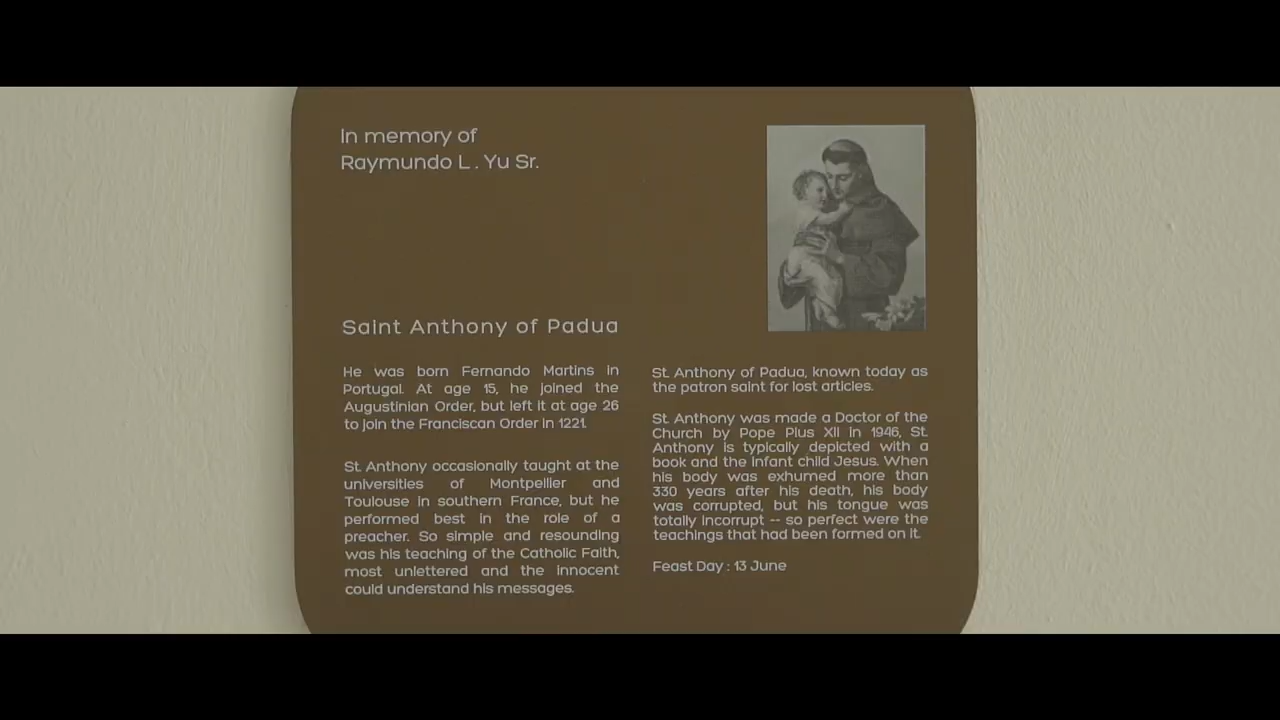 In memory of
Raymundo L . Yu Sr.
Saint Anthony of Padua
He was born Fernando Martins in
Portugal. At age 15, he joined the
Augustinian Order, but left it at age 26
to join the Franciscan Order in 1221.
St. Anthony occasionally taught at the
universities of Montpellier and
Toulouse in southern France, but he
performed best in the role of a
preacher. So simple and resounding
was his teaching of the Catholic Faith,
most unlettered and the innocent
could understand his messages.
St. Anthony of Padua, known today as
the patron saint for lost articles.
St. Anthony was made a Doctor of the
Church by Pope Pius XII in 1946, St.
Anthony is typically depicted with a
book and the infant child Jesus. When
his body was exhumed more than
330 years after his death, his body
was corrupted, but his tongue was
totally incorrupt -- so perfect were the
teachings that had been formed on it.
Feast Day : 13 June